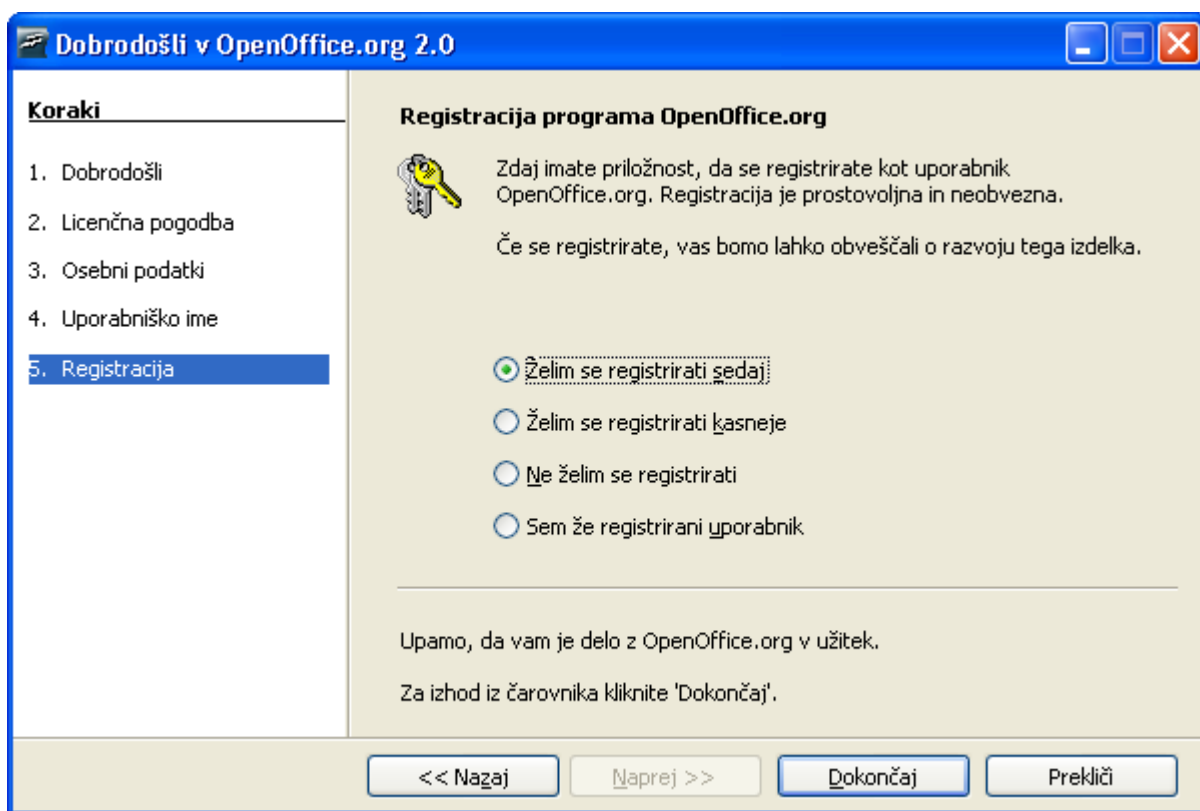 Dobrodošli v OpenOffice.org 2.0
Koraki
1. Dobrodošli
2. Licenčna pogodba
3. Osebni podatki
4. Uporabniško ime
5. Registracija
Registracija programa OpenOffice.org
Zdaj imate priložnost, da se registrirate kot uporabnik
OpenOffice.org. Registracija je prostovoljna in neobvezna.
Če se registrirate, vas bomo lahko obveščali o razvoju tega izdelka.
Želim se registrirati sedaj
Želim se registrirati kasneje
Ne želim se registrirati
Sem že registrirani uporabnik
Upamo, da vam je delo z OpenOffice.org v užitek.
Za izhod iz čarovnika kliknite 'Dokončaj'.
<< Nazaj
Naprej >>
Dokončaj
Prekliči